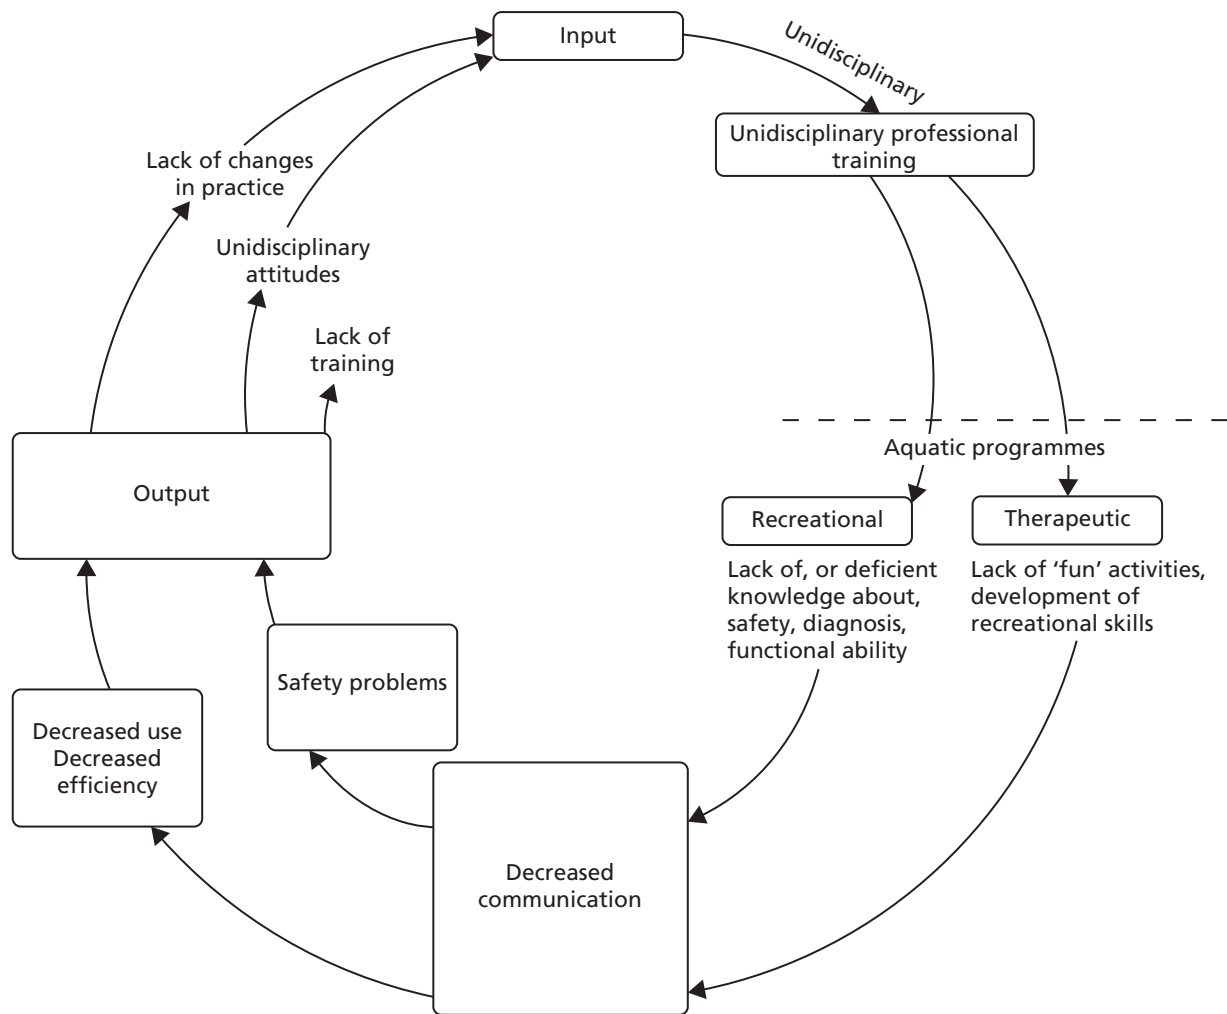 Input
Unidisciplinary
Unidisciplinary professional
training
Lack of changes
in practice
Unidisciplinary
attitudes
Lack of
training
Aquatic programmes
Output
Recreational
Therapeutic
Lack of, or deficient
knowledge about,
safety, diagnosis,
functional ability
Lack of ‘fun’ activities,
development of
recreational skills
Safety problems
Decreased use
Decreased
efficiency
Decreased
communication